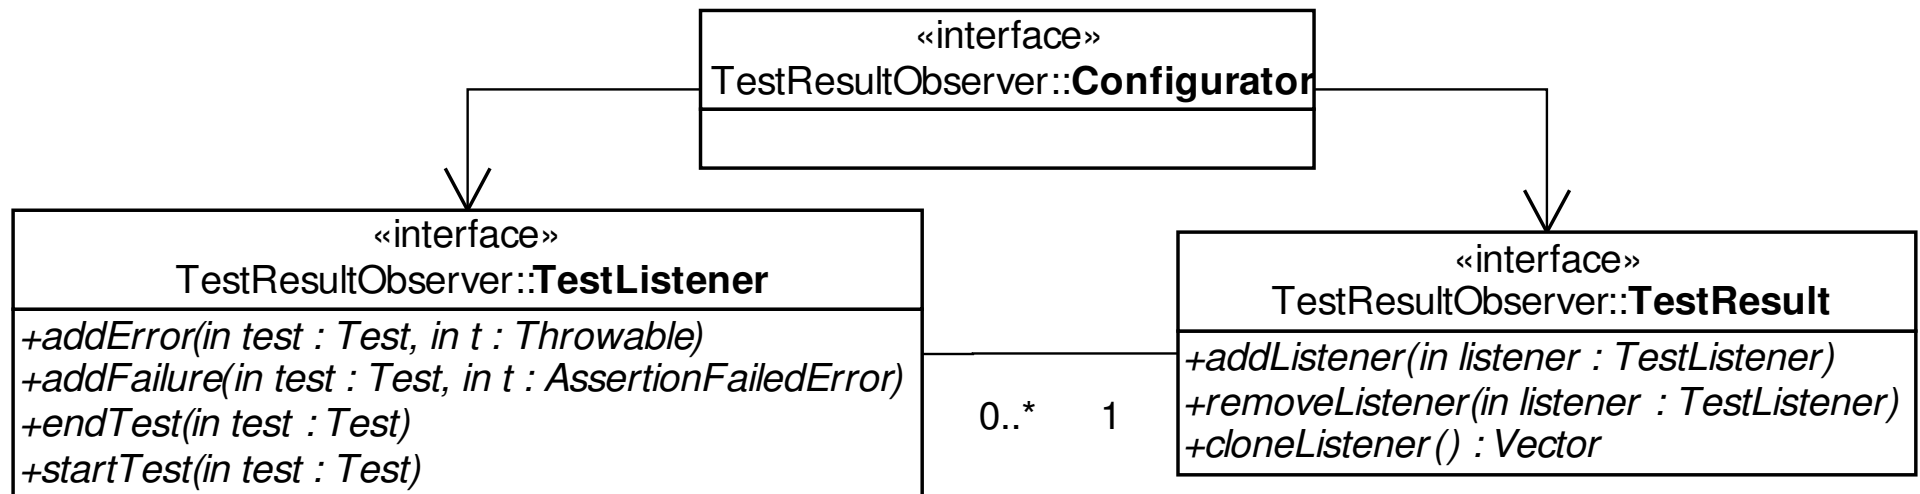 «interface»
TestResultObserver::Configurator
«interface»
TestResultObserver::TestListener
+addError(in test : Test, in t : Throwable)
+addFailure(in test : Test, in t : AssertionFailedError)
+endTest(in test : Test)
+startTest(in test : Test)
0..* 1
«interface»
TestResultObserver::TestResult
+addListener(in listener : TestListener)
+removeListener(in listener : TestListener)
+cloneListener() : Vector